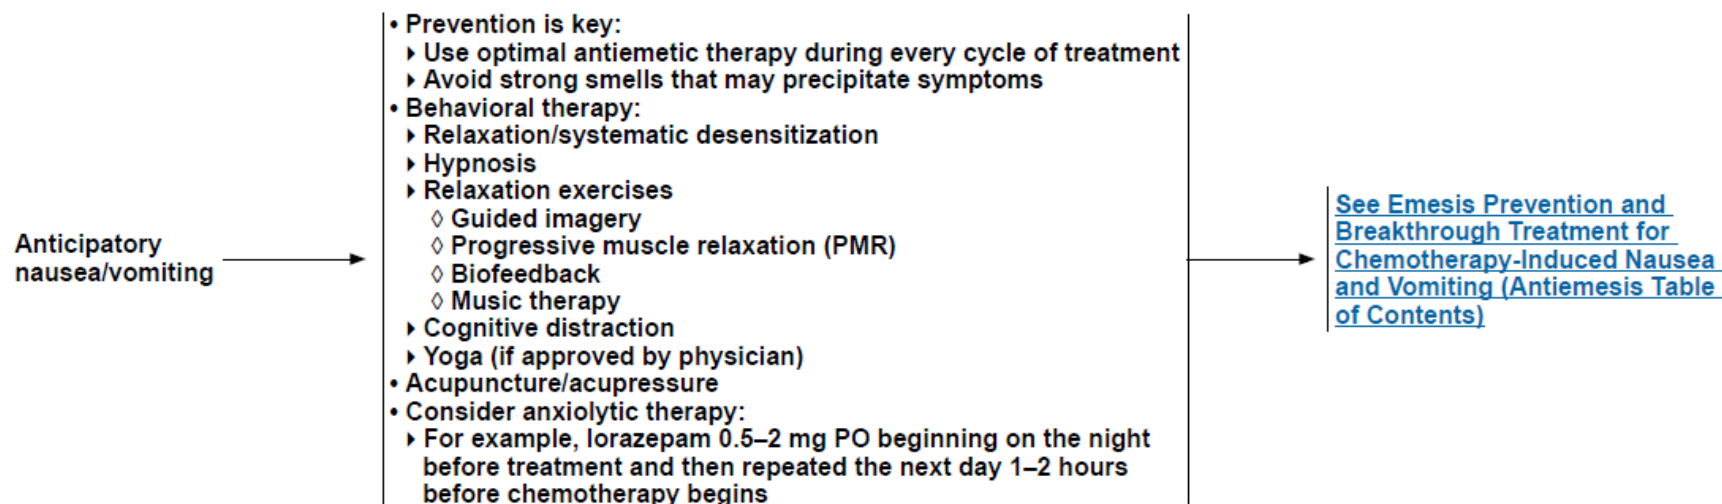 Anticipatory
nausea/vomiting
• Prevention is key:
‣ Use optimal antiemetic therapy during every cycle of treatment
‣ Avoid strong smells that may precipitate symptoms
• Behavioral therapy:
‣ Relaxation/systematic desensitization
‣ Hypnosis
‣ Relaxation exercises
◊ Guided imagery
◊ Progressive muscle relaxation (PMR)
◊ Biofeedback
◊ Music therapy
‣ Cognitive distraction
‣ Yoga (if approved by physician)
• Acupuncture/acupressure
• Consider anxiolytic therapy:
‣ For example, lorazepam 0.5–2 mg PO beginning on the night
before treatment and then repeated the next day 1–2 hours
before chemotherapy begins
See Emesis Prevention and
Breakthrough Treatment for
Chemotherapy-Induced Nausea
and Vomiting (Antiemesis Table
of Contents)